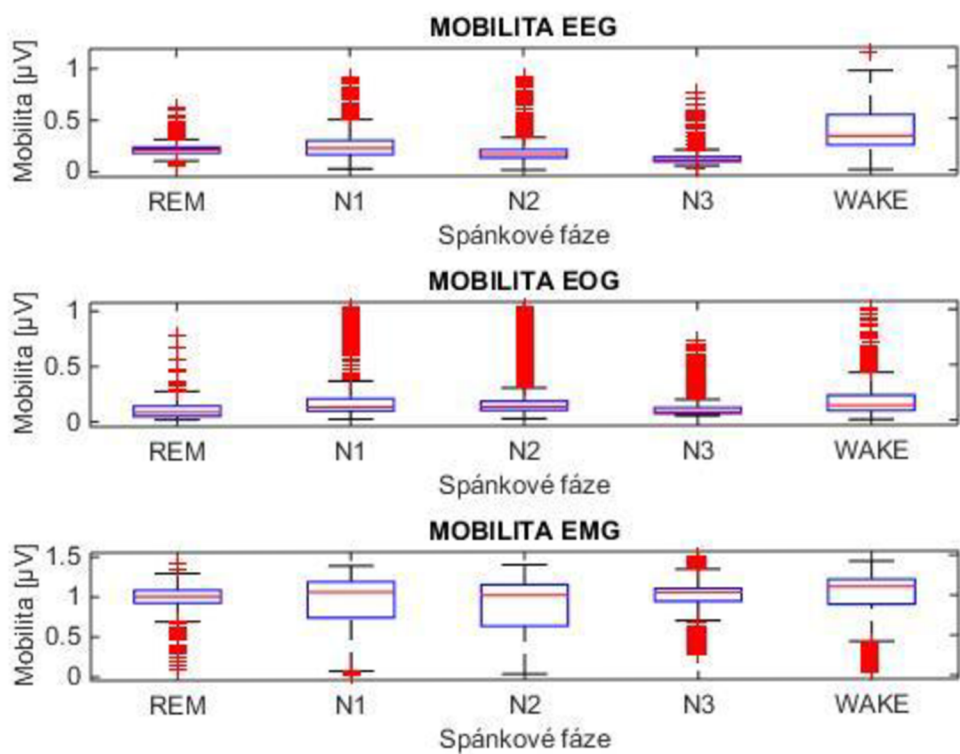 MOBILITA EEG
Mobilita [µV]
1
0.5
0
REM N1 N2 N3 WAKE
Spánkové fáze
MOBILITA EOG
Mobilita [µV]
1
0.5
0
REM N1 N2 N3 WAKE
Spánkové fáze
MOBILITA EMG
Mobilita [µV]
1.5
1
0.5
0
REM N1 N2 N3 WAKE
Spánkové fáze